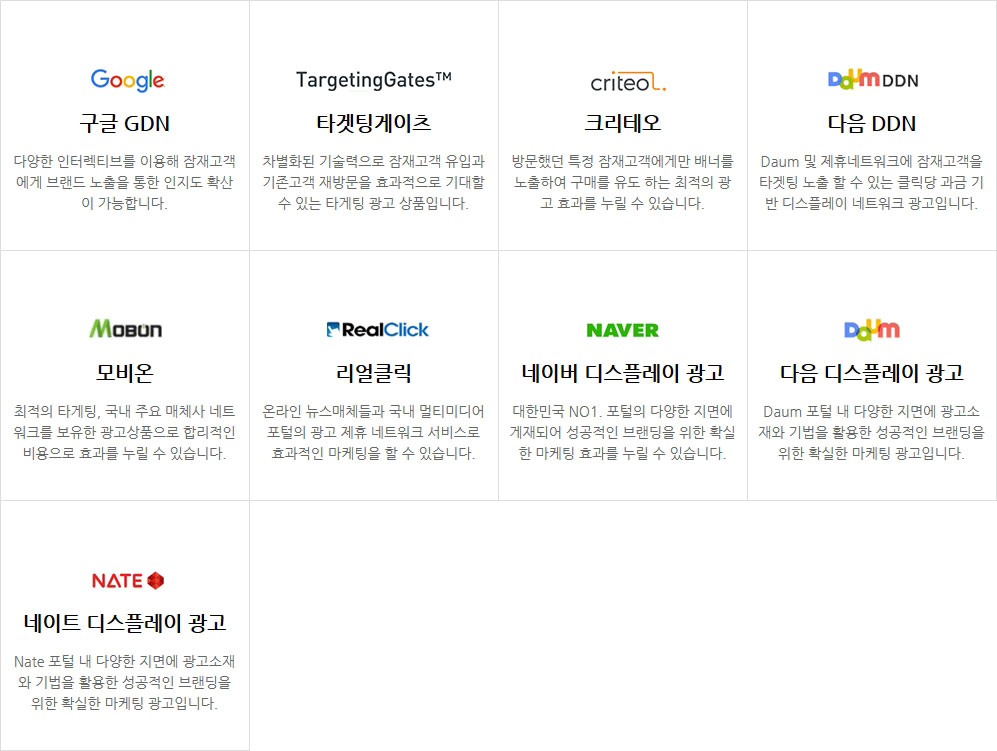 Google
구글 GDN
다양한 인터렉티브를 이용해 잠재고객
에게 브랜드 노출을 통한 인지도 확산
이 가능합니다.
TargetingGates™
타겟팅게이츠
차별화된 기술력으로 잠재고객 유입과
기존고객 재방문을 효과적으로 기대할
수 있는 타게팅 광고 상품입니다.
criteol.
크리테오
방문했던 특정 잠재고객에게만 배너를
노출하여 구매를 유도 하는 최적의 광
고 효과를 누릴 수 있습니다.
Daum DDN
다음 DDN
Daum 및 제휴네트워크에 잠재고객을
타겟팅 노출 할 수 있는 클릭당 과금 기
반 디스플레이 네트워크 광고입니다.
MOBON
모비온
최적의 타게팅, 국내 주요 매체사 네트
워크를 보유한 광고상품으로 합리적인
비용으로 효과를 누릴 수 있습니다.
RealClick
리얼클릭
온라인 뉴스매체들과 국내 멀티미디어
포털의 광고 제휴 네트워크 서비스로
효과적인 마케팅을 할 수 있습니다.
NAVER
네이버 디스플레이 광고
대한민국 NO1. 포털의 다양한 지면에
게재되어 성공적인 브랜딩을 위한 확실
한 마케팅 효과를 누릴 수 있습니다.
Daum
다음 디스플레이 광고
Daum 포털 내 다양한 지면에 광고소
재와 기법을 활용한 성공적인 브랜딩을
위한 확실한 마케팅 광고입니다.
NATE
네이트 디스플레이 광고
Nate 포털 내 다양한 지면에 광고소재
와 기법을 활용한 성공적인 브랜딩을
위한 확실한 마케팅 광고입니다.